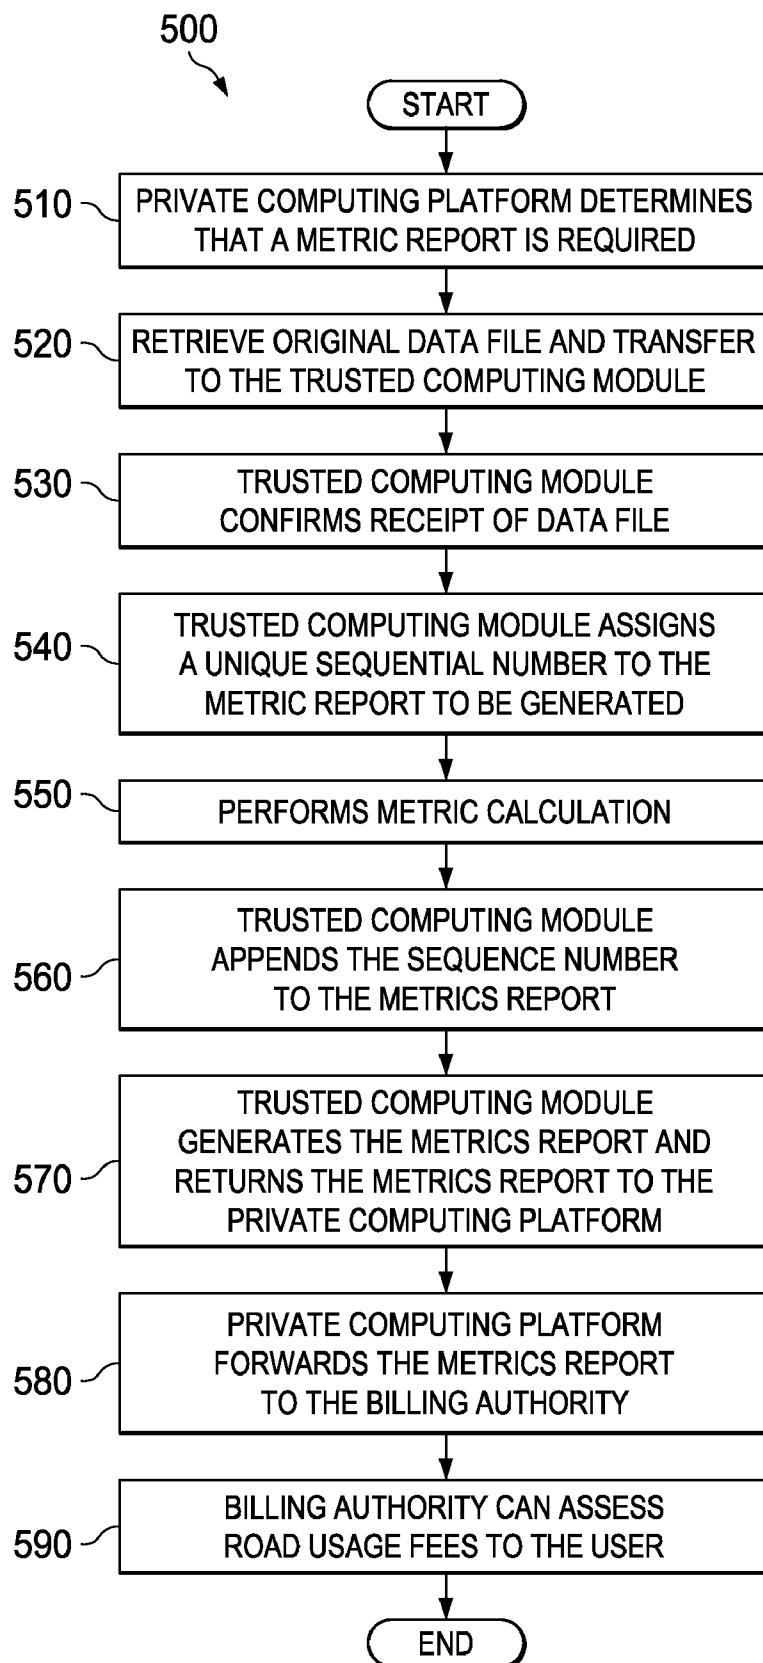 500
START
510
PRIVATE COMPUTING PLATFORM DETERMINES
THAT A METRIC REPORT IS REQUIRED
520
RETRIEVE ORIGINAL DATA FILE AND TRANSFER
TO THE TRUSTED COMPUTING MODULE
530
TRUSTED COMPUTING MODULE
CONFIRMS RECEIPT OF DATA FILE
540
TRUSTED COMPUTING MODULE ASSIGNS
A UNIQUE SEQUENTIAL NUMBER TO THE
METRIC REPORT TO BE GENERATED
550
PERFORMS METRIC CALCULATION
560
TRUSTED COMPUTING MODULE
APPENDS THE SEQUENCE NUMBER
TO THE METRICS REPORT
570
TRUSTED COMPUTING MODULE
GENERATES THE METRICS REPORT AND
RETURNS THE METRICS REPORT TO THE
PRIVATE COMPUTING PLATFORM
580
PRIVATE COMPUTING PLATFORM
FORWARDS THE METRICS REPORT
TO THE BILLING AUTHORITY
590
BILLING AUTHORITY CAN ASSESS
ROAD USAGE FEES TO THE USER
END